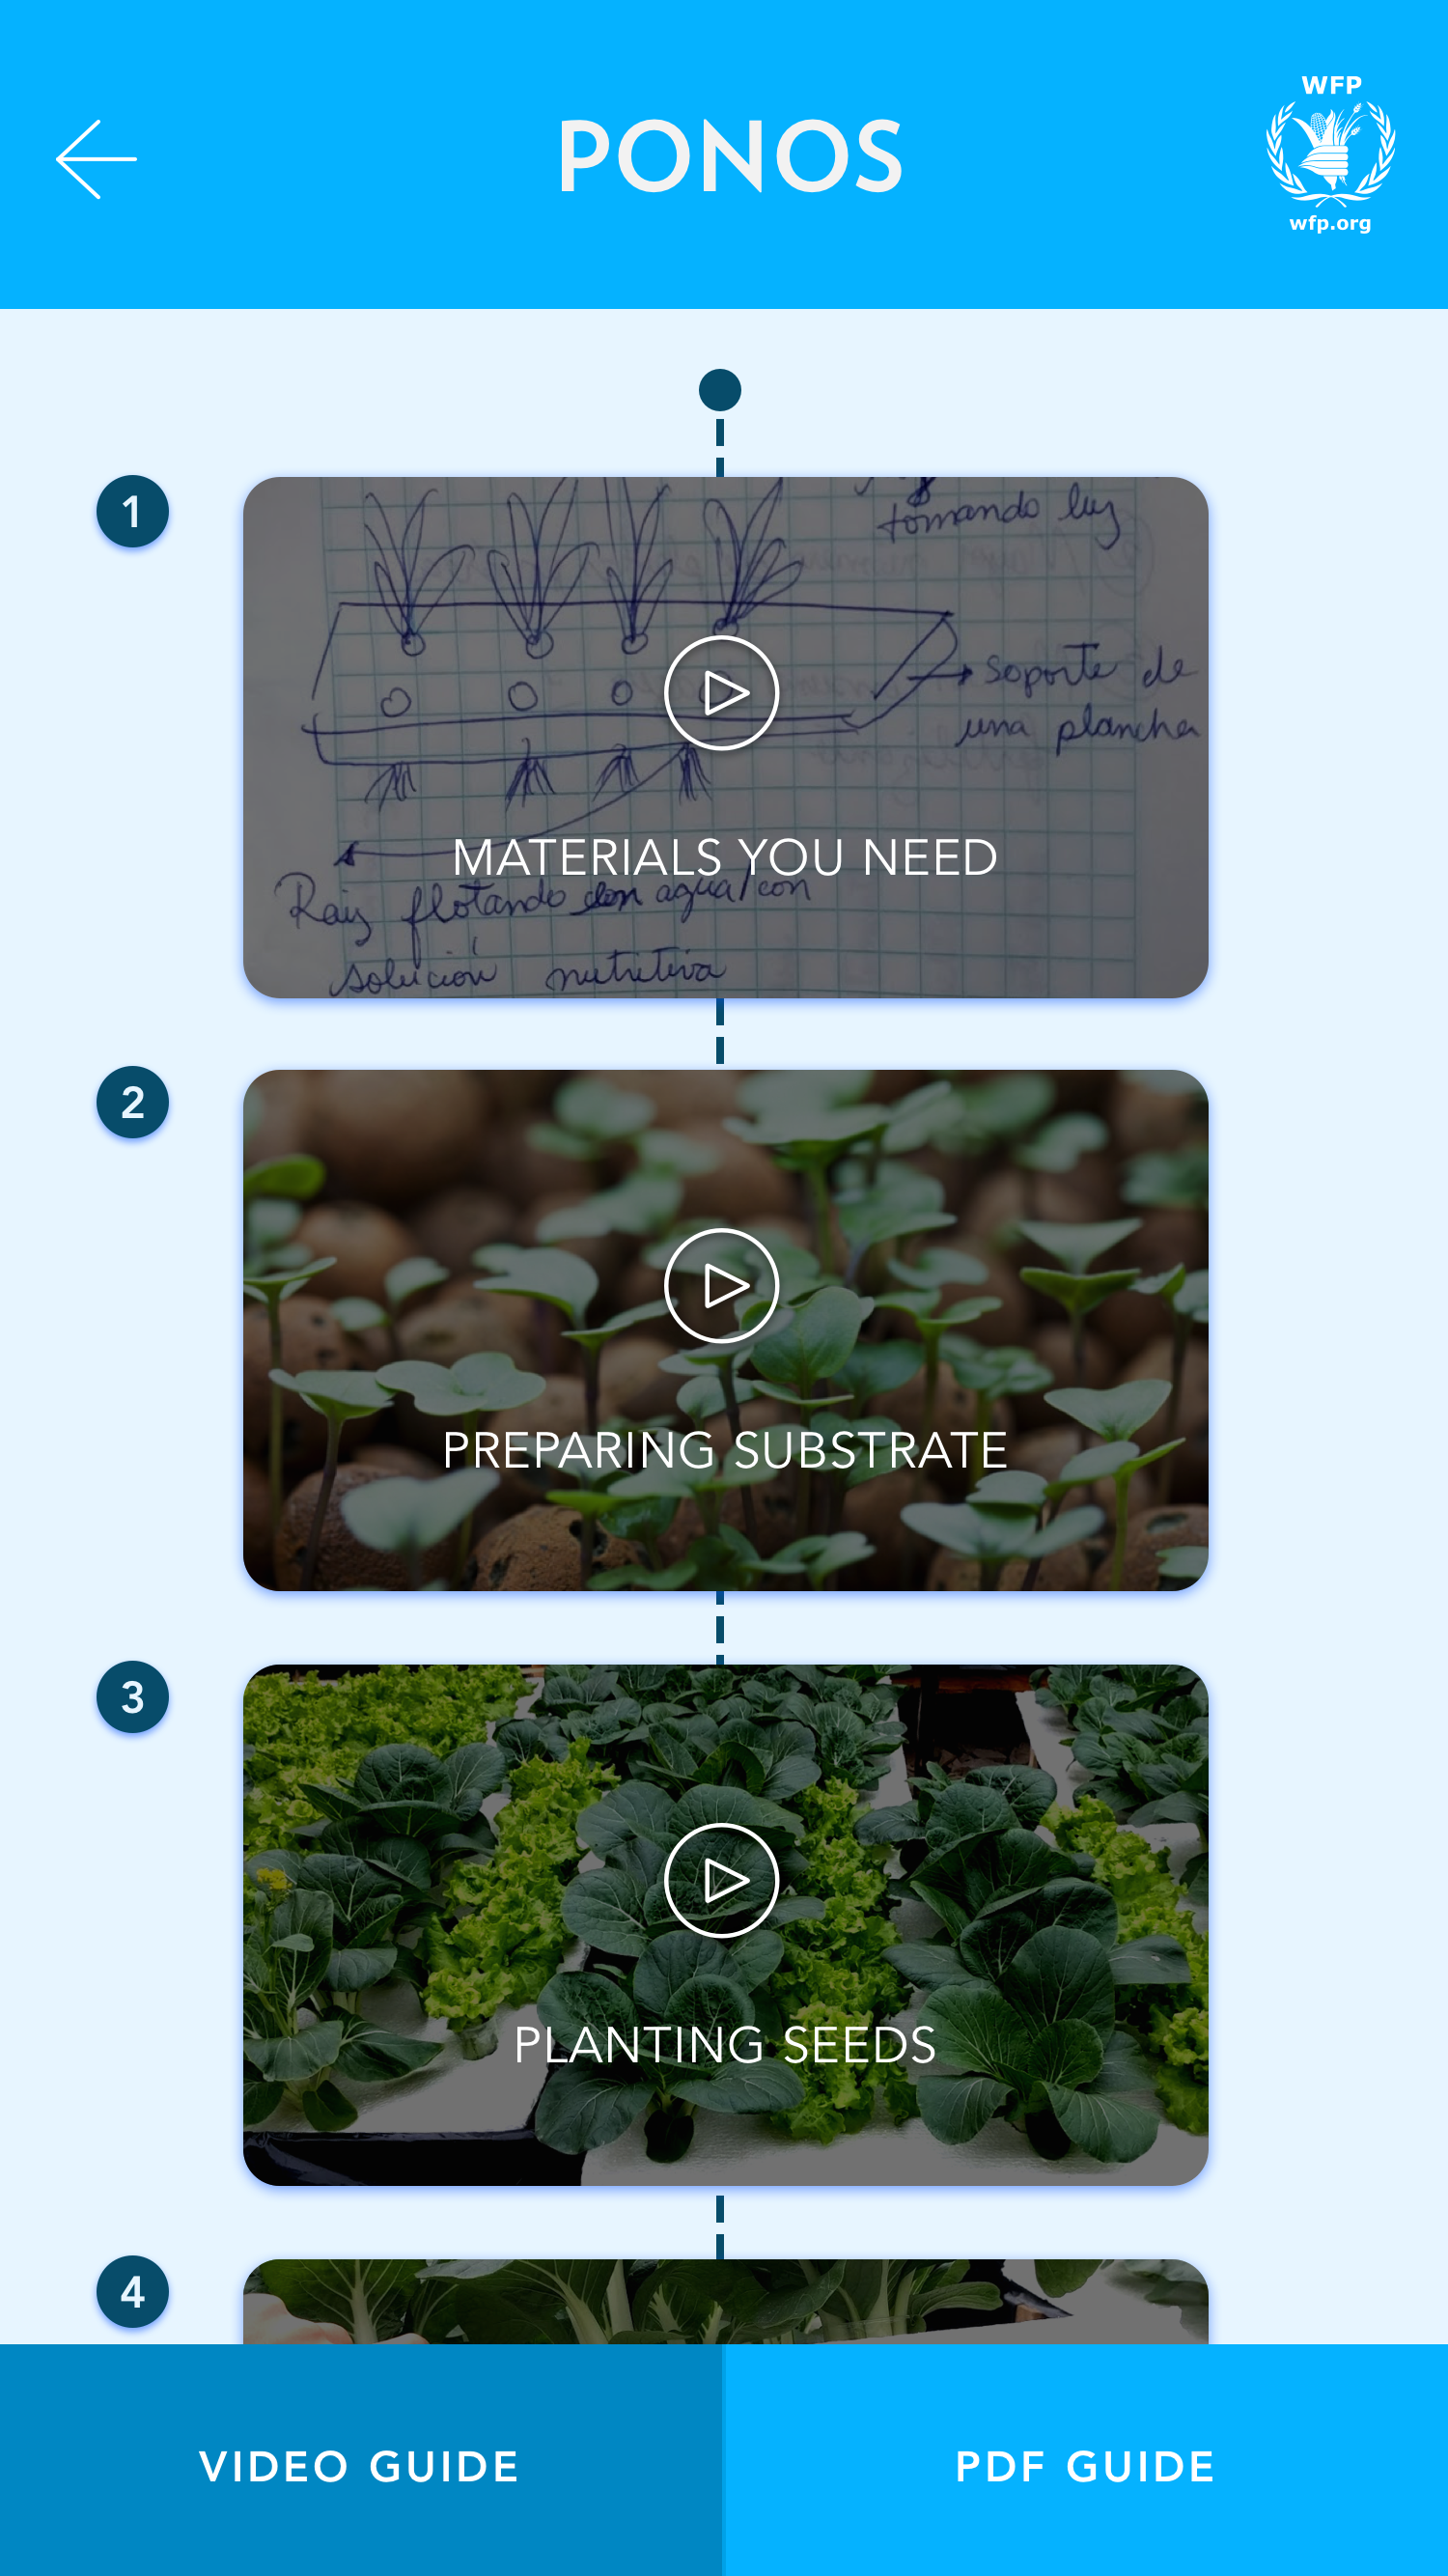 WFP
PONOS
wfp.org
1
tomando luz
soporte de
una plancha
MATERIALS YOU NEED
Raiz flotando con agua/con
solución nutritiva
2
PREPARING SUBSTRATE
3
PLANTING SEEDS
4
VIDEO GUIDE
PDF GUIDE